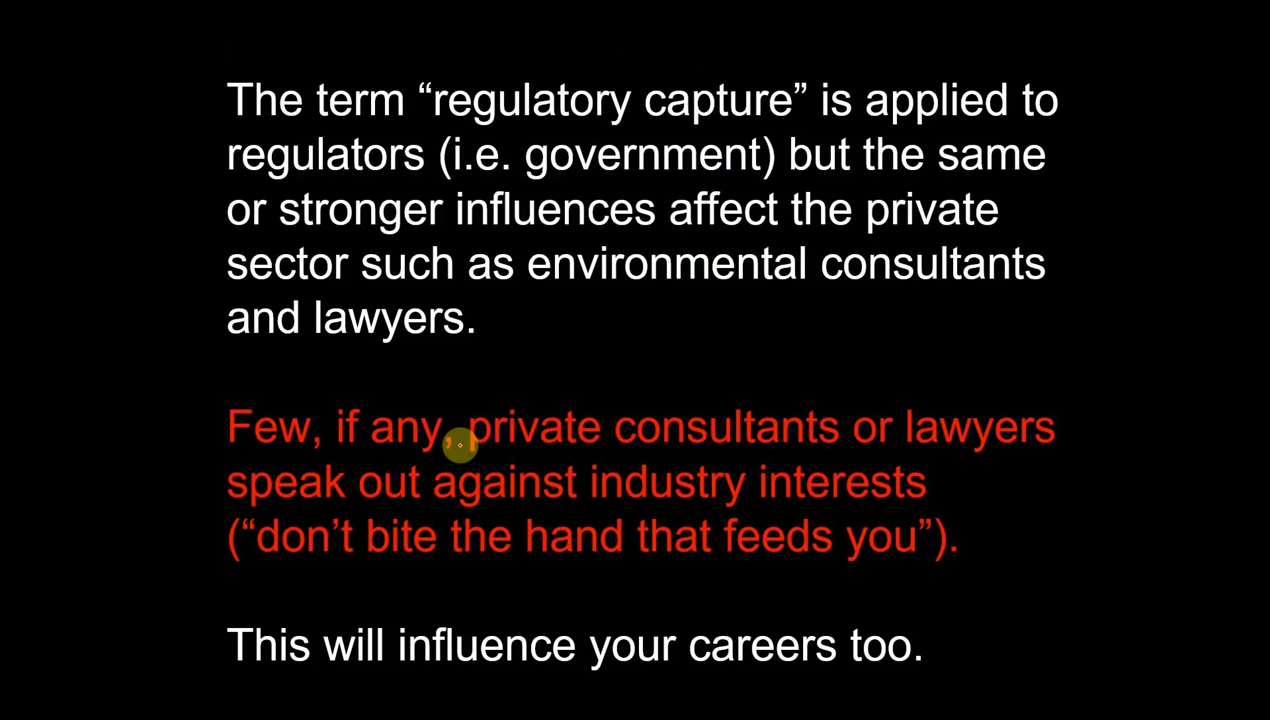 The term “regulatory capture” is applied to
regulators (i.e. government) but the same
or stronger influences affect the private
sector such as environmental consultants
and lawyers.
Few, if any, private consultants or lawyers
speak out against industry interests
(“don’t bite the hand that feeds you”).
This will influence your careers too.